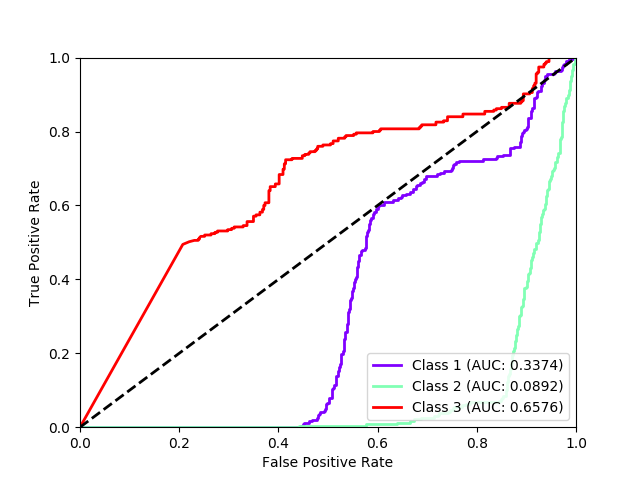 1.0
0.8
0.6
0.4
0.2
0.0
True Positive Rate
Class 1 (AUC: 0.3374)
Class 2 (AUC: 0.0892)
Class 3 (AUC: 0.6576)
0.0 0.2 0.4 0.6 0.8 1.0
False Positive Rate